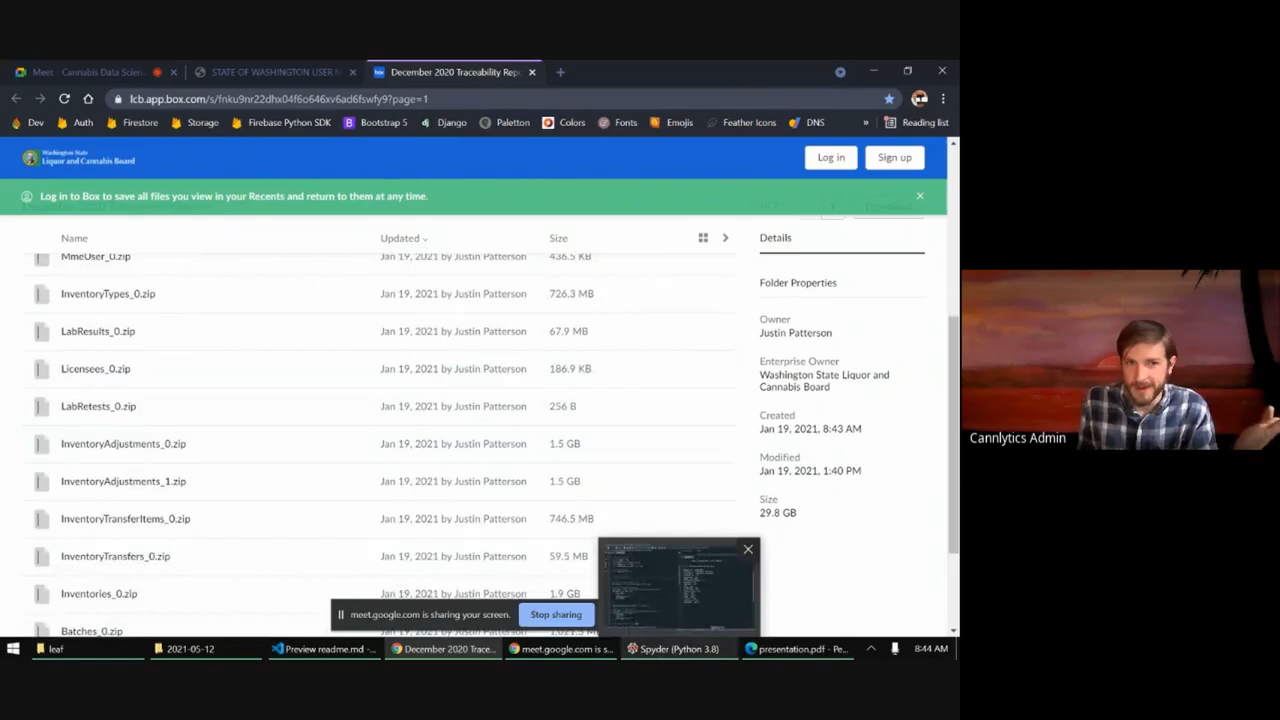 Meet - Cannabis Data Scien
STATE OF WASHINGTON USER M
December 2020 Traceability Rep
lcb.app.box.com/s/fnku9nr22dhx04f6o646xv6ad6fswfy9?page=1
Dev Auth Firestore Storage Firebase Python SDK Bootstrap 5 Django Paletton Colors Fonts Emojis Feather Icons DNS » Reading list
Washington State
Liquor and Cannabis Board
Log in
Sign up
Log in to Box to save all files you view in your Recents and return to them at any time.
Name Updated Size
Details
MmeUser_0.zip Jan 19, 2021 by Justin Patterson 436.5 KB
InventoryTypes_0.zip Jan 19, 2021 by Justin Patterson 726.3 MB
LabResults_0.zip Jan 19, 2021 by Justin Patterson 67.9 MB
Licensees_0.zip Jan 19, 2021 by Justin Patterson 186.9 KB
LabRetests_0.zip Jan 19, 2021 by Justin Patterson 256 B
InventoryAdjustments_0.zip Jan 19, 2021 by Justin Patterson 1.5 GB
InventoryAdjustments_1.zip Jan 19, 2021 by Justin Patterson 1.5 GB
InventoryTransferItems_0.zip Jan 19, 2021 by Justin Patterson 746.5 MB
InventoryTransfers_0.zip Jan 19, 2021 by Justin Patterson 59.5 MB
Inventories_0.zip Jan 19, 2021 by Justin Patterson 1.9 GB
Batches_0.zip
Folder Properties
Owner
Justin Patterson
Enterprise Owner
Washington State Liquor and
Cannabis Board
Created
Jan 19, 2021, 8:43 AM
Modified
Jan 19, 2021, 1:40 PM
Size
29.8 GB
meet.google.com is sharing your screen.
Stop sharing
Cannlytics Admin
leaf
2021-05-12
Preview readme.md -...
December 2020 Trace...
meet.google.com is s...
Spyder (Python 3.8)
presentation.pdf - Pe...
8:44 AM